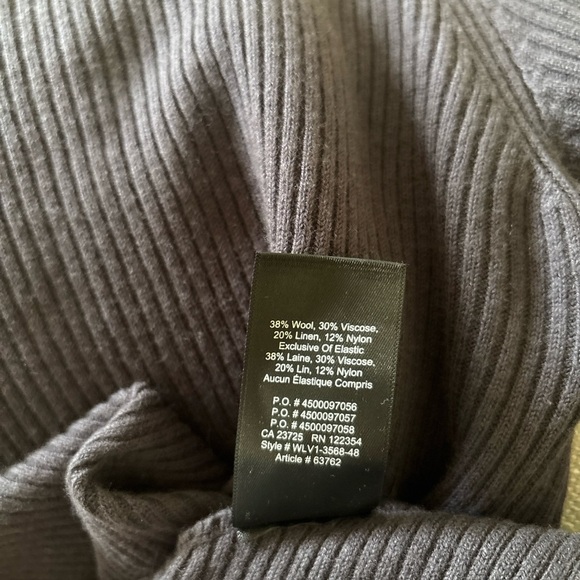 38% Wool, 30% Viscose,
20% Linen, 12% Nylon
Exclusive Of Elastic
38% Laine, 30% Viscose,
20% Lin, 12% Nylon
Aucun Élastique Compris
P.O. # 4500097056
P.O. # 4500097057
P.O. # 4500097058
CA 23725 RN 122354
Style # WLV1-3568-48
Article # 63762